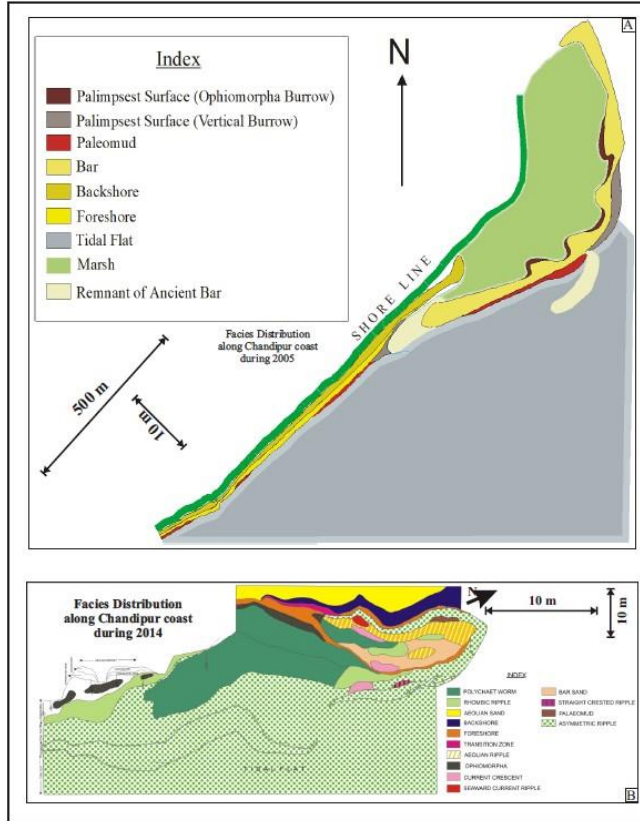 A
N
Index
Palimpsest Surface (Ophiomorpha Burrow)
Palimpsest Surface (Vertical Burrow)
Paleomud
Bar
Backshore
Foreshore
Tidal Flat
Marsh
Remnant of Ancient Bar
SHORE LINE
Facies Distribution
along Chandipur coast
during 2005
500 m
10 m
Facies Distribution
along Chandipur coast
during 2014
N
10 m
10 m
INDEX
POLYCHAET WORM
RHOMBIC RIPPLE
AEOLIAN SAND
BACKSHORE
FORESHORE
TRANSITION ZONE
AEOLIAN RIPPLE
OPHIOMORPHA
CURRENT CRESCENT
SEAWARD CURRENT RIPPLE
BAR SAND
STRAIGHT CRESTED RIPPLE
PALAEOMUD
ASYMMETRIC RIPPLE
TIDAL FLAT
B